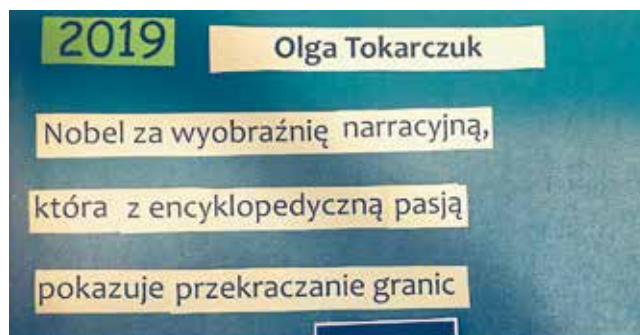 2019 Olga Tokarczuk
Nobel za wyobraźnię narracyjną,
która z encyklopedyczną pasją
pokazuje przekraczanie granic